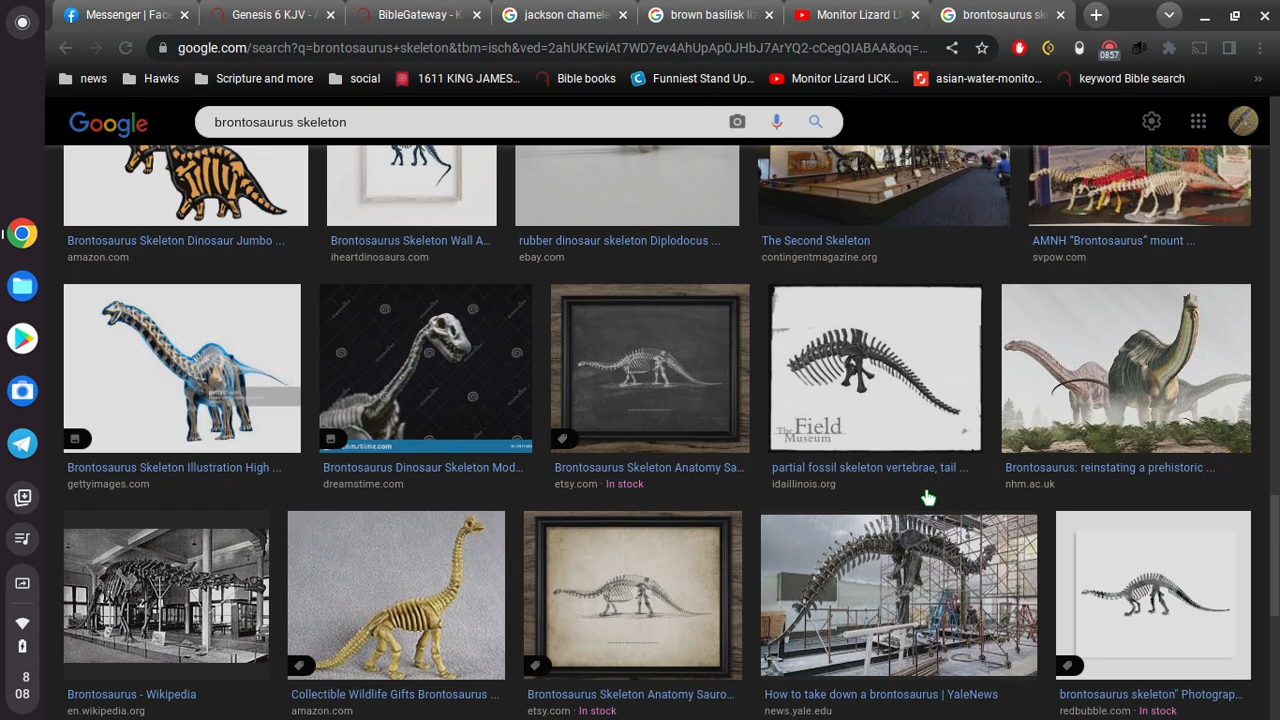 Messenger | Face
Genesis 6 KJV - A
BibleGateway - K
jackson chamele
brown basilisk liz
Monitor Lizard LI
brontosaurus sk
google.com/search?q=brontosaurus+skeleton&tbm=isch&ved=2ahUKEwiAt7WD7ev4AhUpAp0JHbJ7ArYQ2-cCegQIABAA&oq=...
0857
news
Hawks
Scripture and more
social
1611 KING JAMES...
Bible books
Funniest Stand Up...
Monitor Lizard LICK...
asian-water-monito...
keyword Bible search
»
Google
brontosaurus skeleton
Brontosaurus Skeleton Dinosaur Jumbo ...
amazon.com
Brontosaurus Skeleton Wall A...
iheartdinosaurs.com
rubber dinosaur skeleton Diplodocus ...
ebay.com
The Second Skeleton
contingentmagazine.org
AMNH “Brontosaurus” mount ...
svpow.com
gettyimages
The Field
Museum
Brontosaurus Skeleton Illustration High ...
gettyimages.com
Brontosaurus Dinosaur Skeleton Mod...
dreamstime.com
Brontosaurus Skeleton Anatomy Sa...
etsy.com · In stock
partial fossil skeleton vertebrae, tail ...
idaillinois.org
Brontosaurus: reinstating a prehistoric ...
nhm.ac.uk
Brontosaurus - Wikipedia
en.wikipedia.org
Collectible Wildlife Gifts Brontosaurus ...
amazon.com
Brontosaurus Skeleton Anatomy Sauro...
etsy.com · In stock
How to take down a brontosaurus | YaleNews
news.yale.edu
brontosaurus skeleton" Photograp...
redbubble.com · In stock
8
08